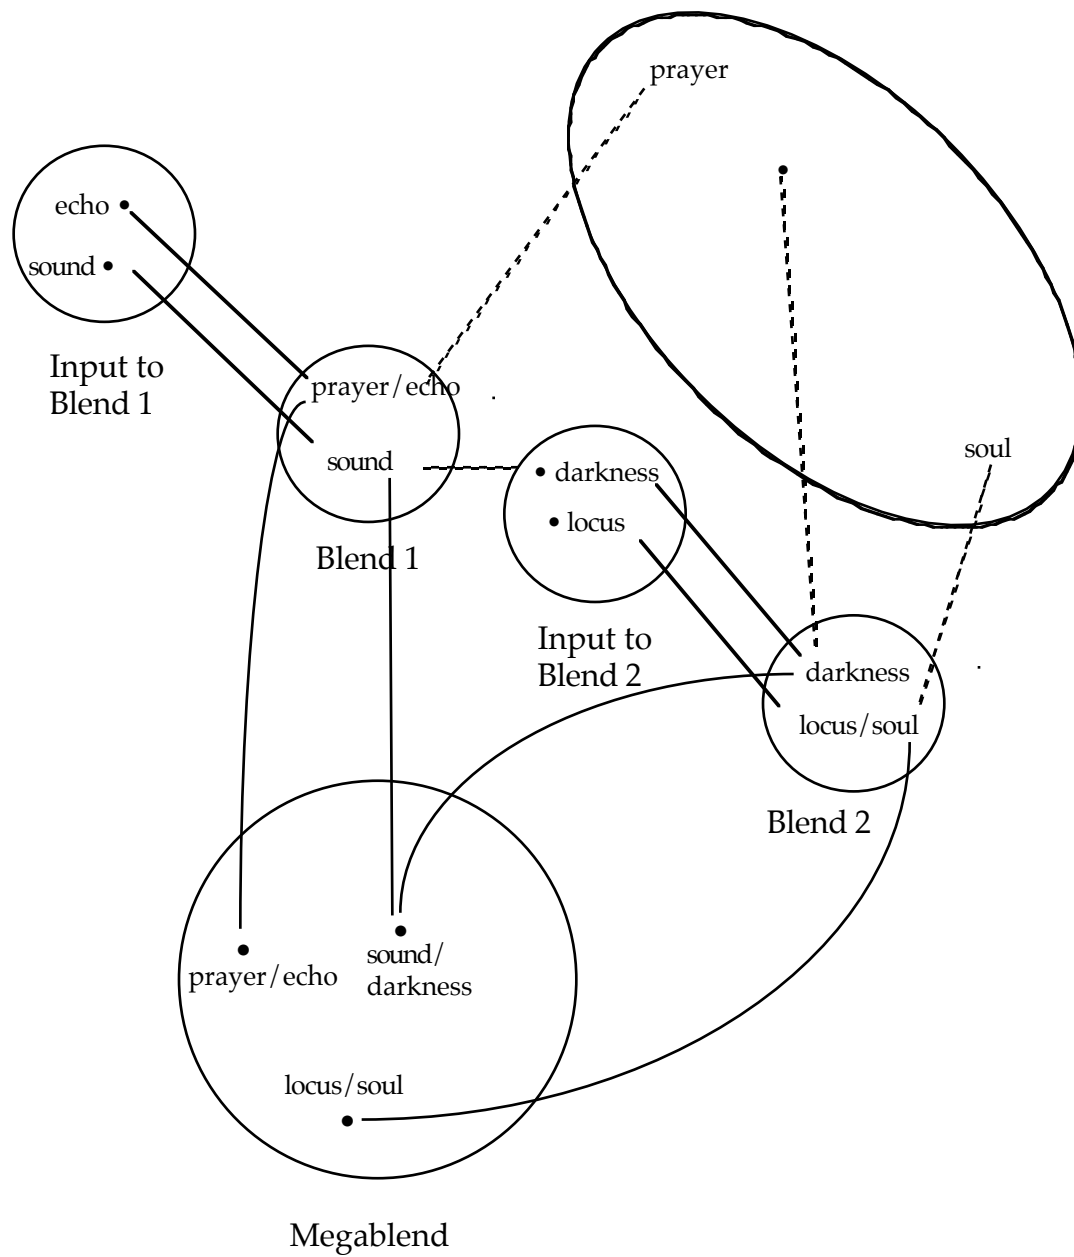 prayer
echo
sound
Input to
Blend 1
prayer/echo
sound
Blend 1
soul
darkness
locus
Input to
Blend 2
darkness
locus/soul
Blend 2
prayer/echo
sound/
darkness
locus/soul
Megablend